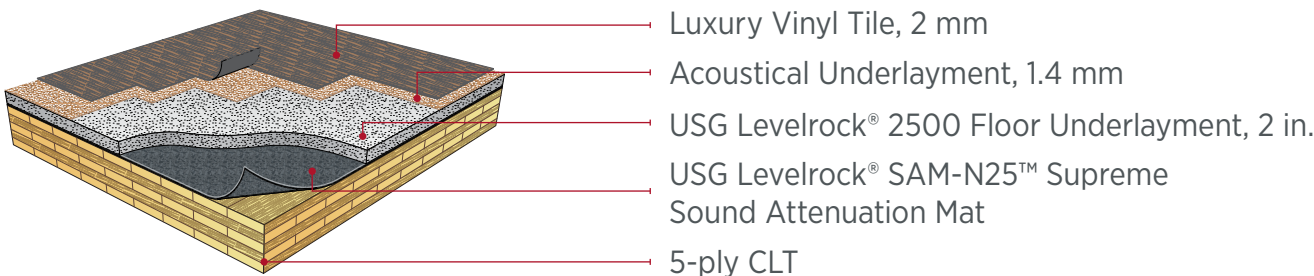 Luxury Vinyl Tile, 2 mm
Acoustical Underlayment, 1.4 mm
USG Levelrock® 2500 Floor Underlayment, 2 in.
USG Levelrock® SAM-N25™ Supreme
Sound Attenuation Mat
5-ply CLT